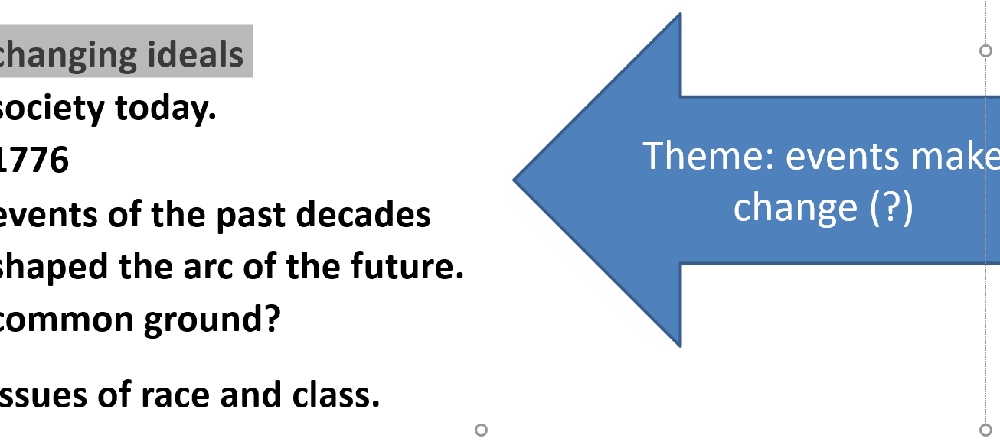 changing ideals
society today.
1776
events of the past decades
shaped the arc of the future.
common ground?
issues of race and class.
Theme: events make
change (?)